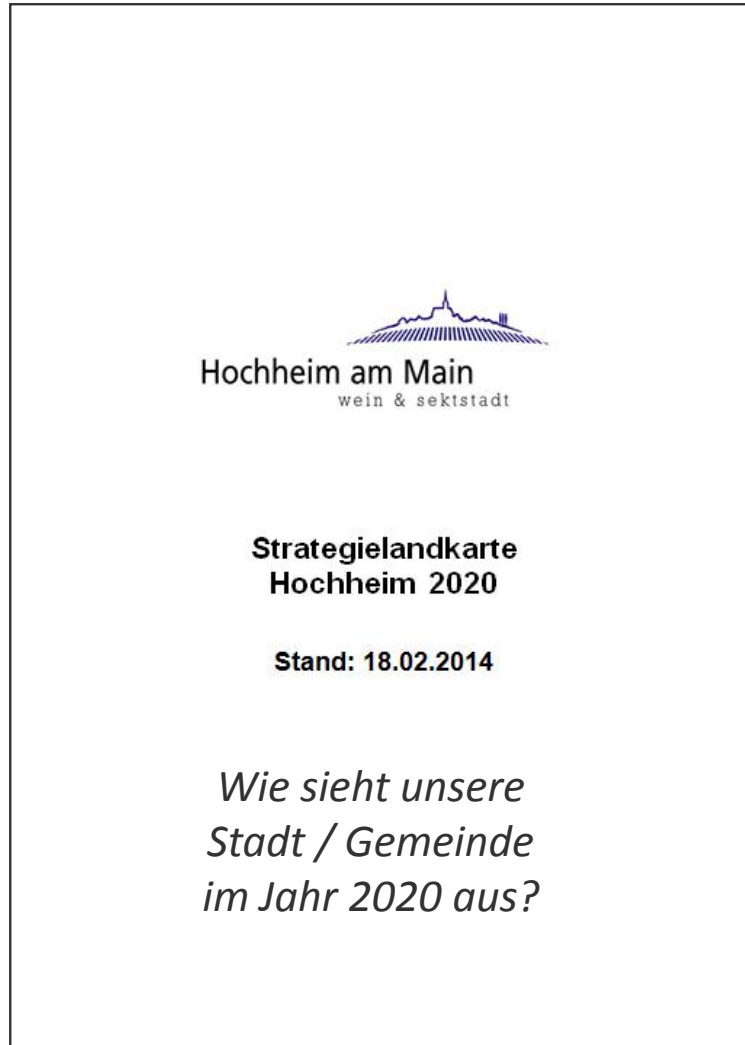 Hochheim am Main
wein & sektstadt
Strategielandkarte
Hochheim 2020
Stand: 18.02.2014
Wie sieht unsere
Stadt / Gemeinde
im Jahr 2020 aus?